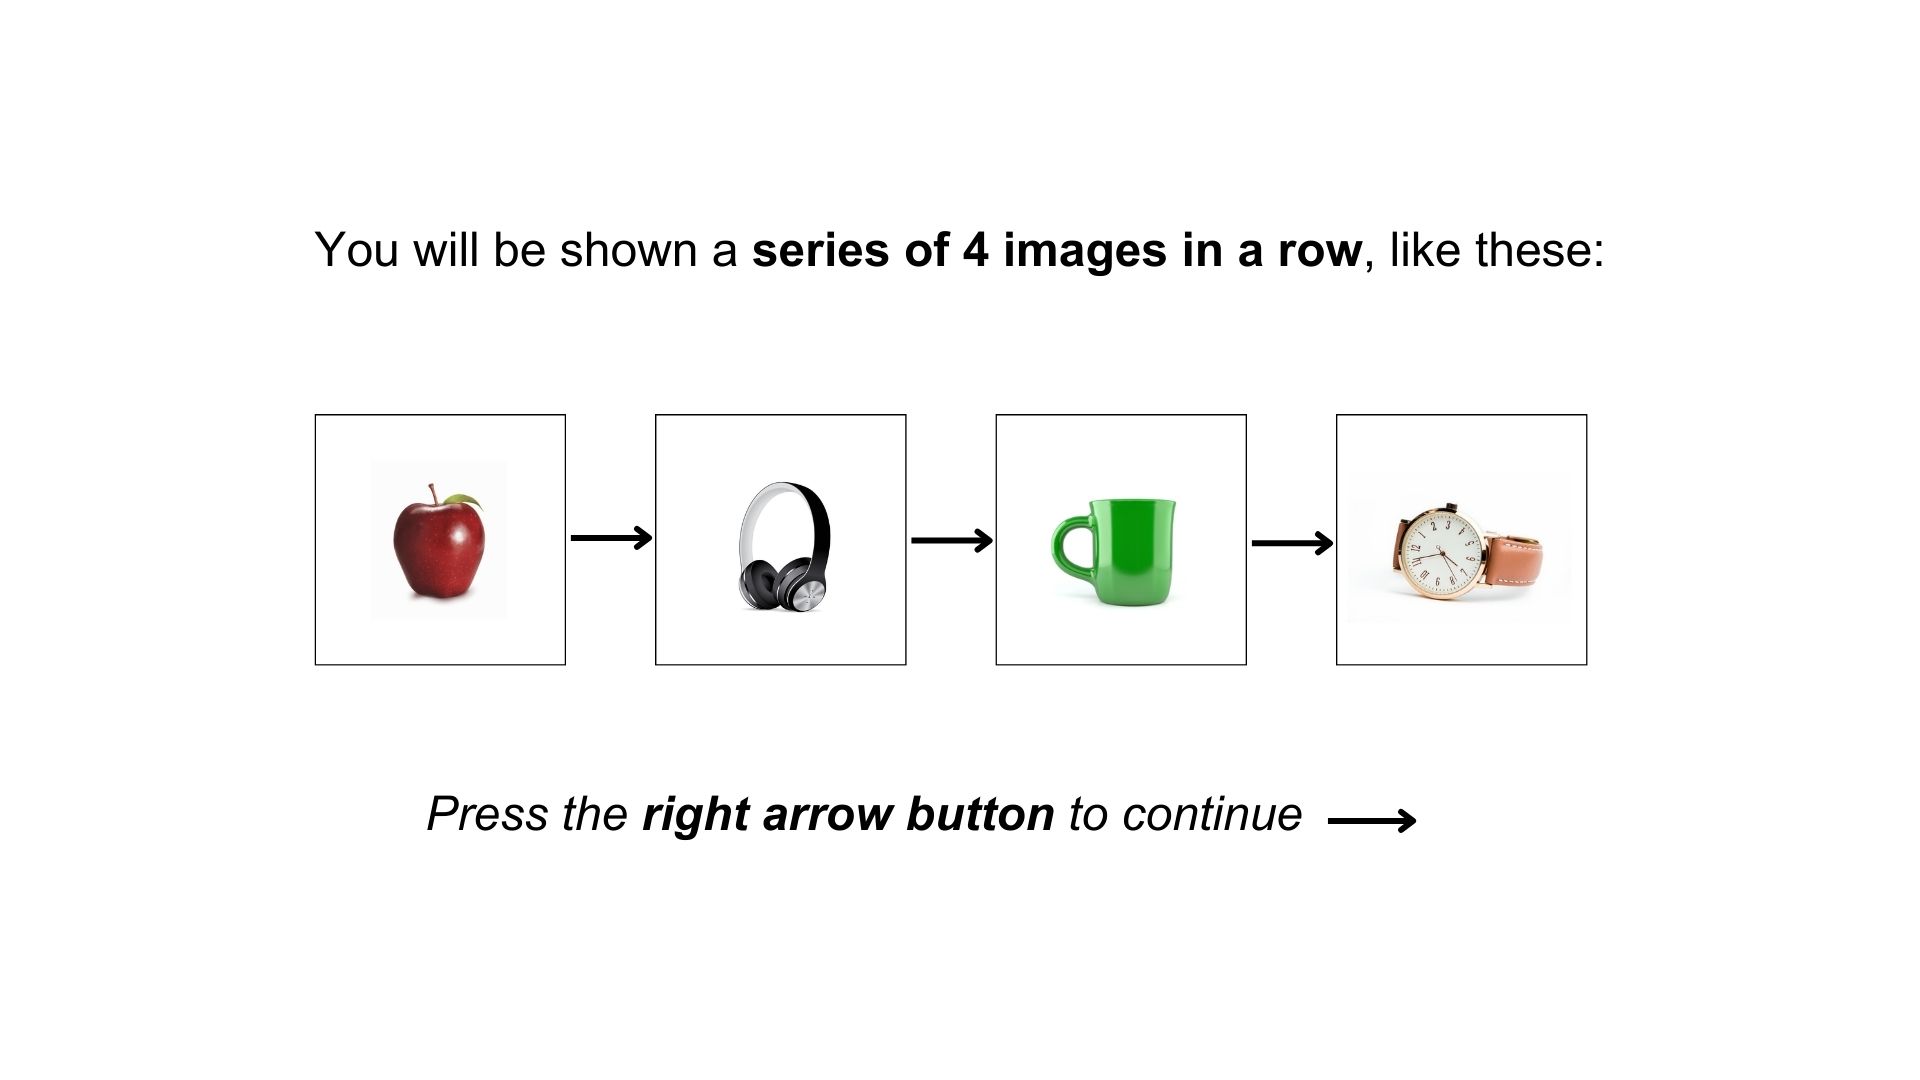 You will be shown a series of 4 images in a row, like these:
Press the right arrow button to continue